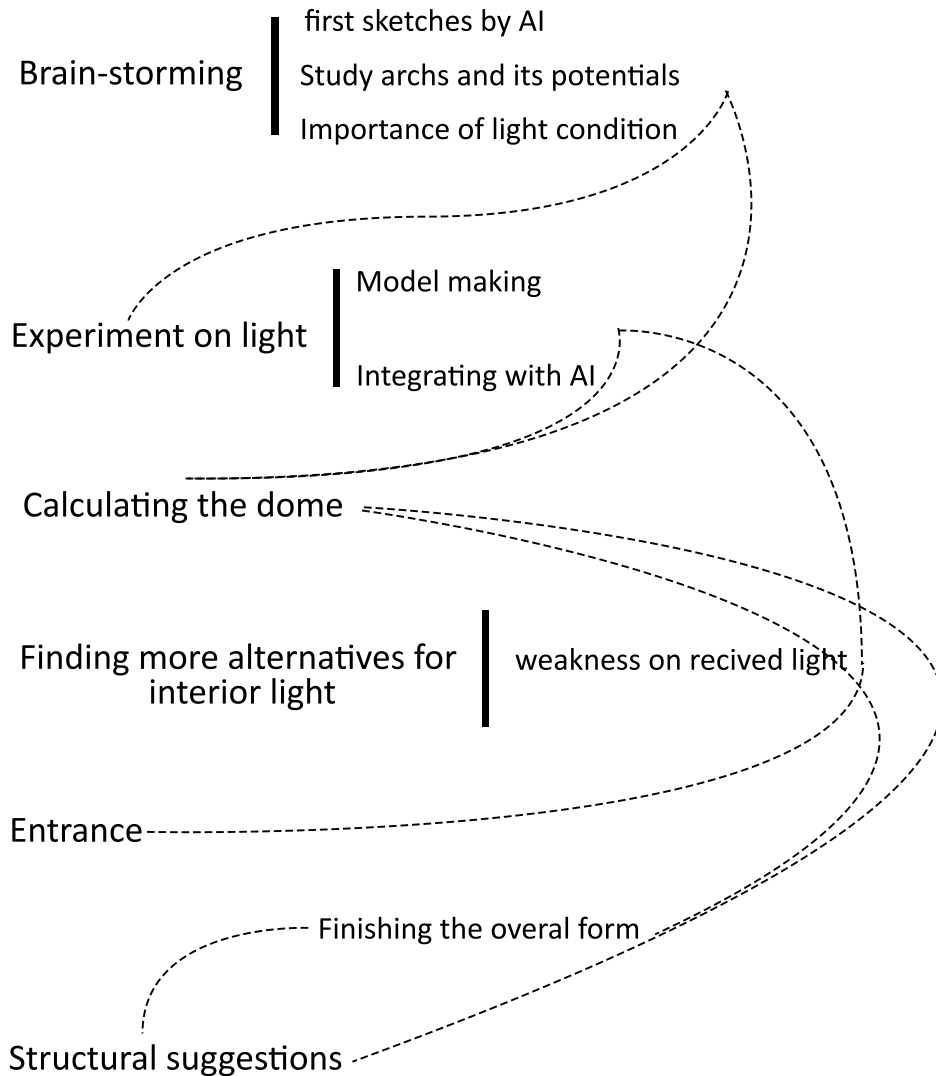 first sketches by AI
Brain-storming
Study archs and its potentials
Importance of light condition
Model making
Experiment on light
Integrating with AI
Calculating the dome
Finding more alternatives for
interior light
weakness on recived light
Entrance
Finishing the overal form
Structural suggestions